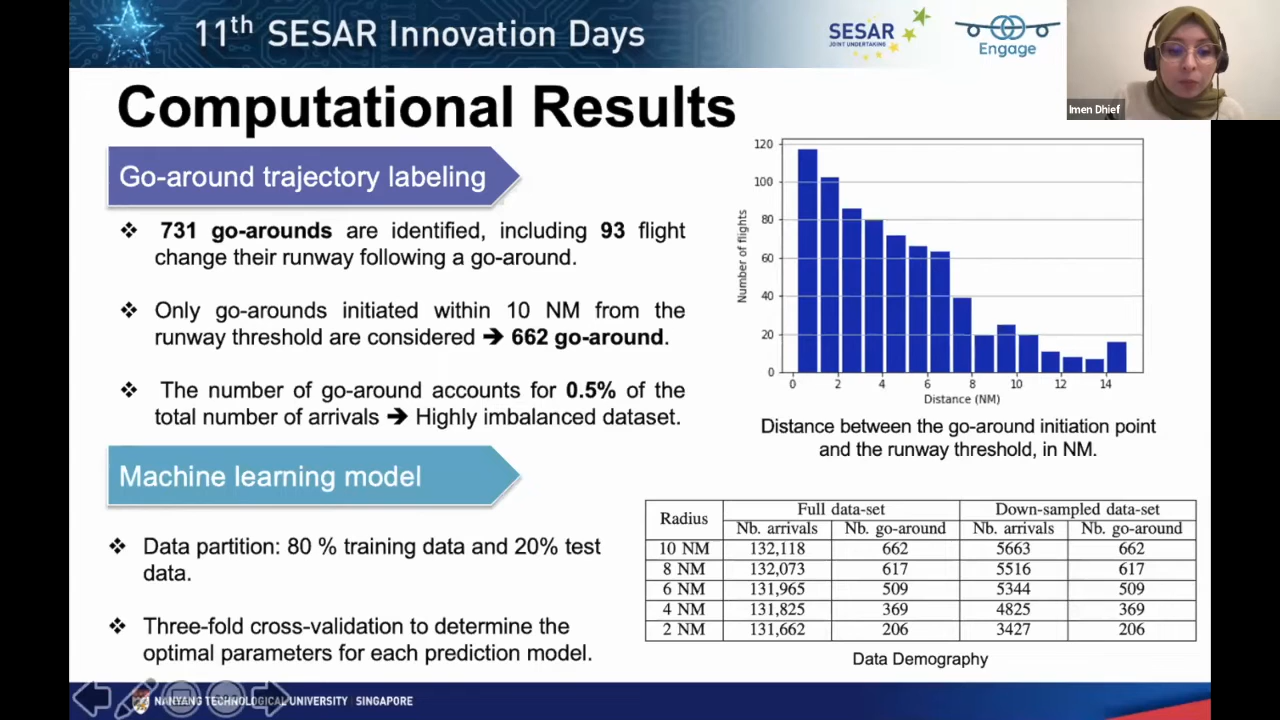 11th SESAR Innovation Days
SESAR
JOINT UNDERTAKING
Engage
Imen Dhief
Computational Results
Go-around trajectory labeling
❖ 731 go-arounds are identified, including 93 flight
change their runway following a go-around.
❖ Only go-arounds initiated within 10 NM from the
runway threshold are considered ➔ 662 go-around.
❖ The number of go-around accounts for 0.5% of the
total number of arrivals ➔ Highly imbalanced dataset.
Machine learning model
❖ Data partition: 80 % training data and 20% test
data.
❖ Three-fold cross-validation to determine the
optimal parameters for each prediction model.
Number of flights
120
100
80
60
40
20
0
0 2 4 6 8 10 12 14
Distance (NM)
Distance between the go-around initiation point
and the runway threshold, in NM.
Radius Full data-set Down-sampled data-set
Nb. arrivals Nb. go-around Nb. arrivals Nb. go-around
10 NM 132,118 662 5663 662
8 NM 132,073 617 5516 617
6 NM 131,965 509 5344 509
4 NM 131,825 369 4825 369
2 NM 131,662 206 3427 206
Data Demography
NANYANG TECHNOLOGICAL UNIVERSITY | SINGAPORE